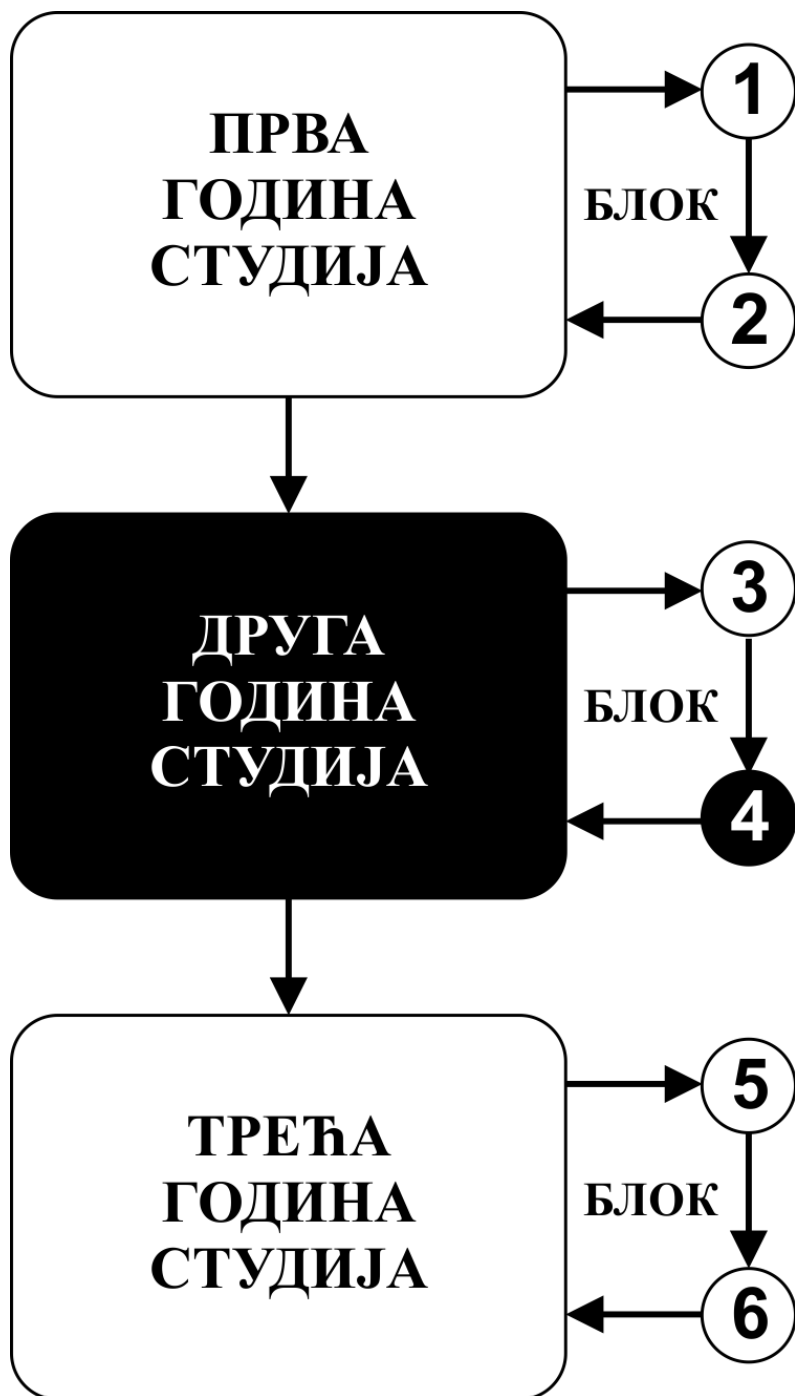 ПРВА
ГОДИНА
СТУДИЈА
1
БЛОК
2
ДРУГА
ГОДИНА
СТУДИЈА
3
БЛОК
4
ТРЕЋА
ГОДИНА
СТУДИЈА
5
БЛОК
6